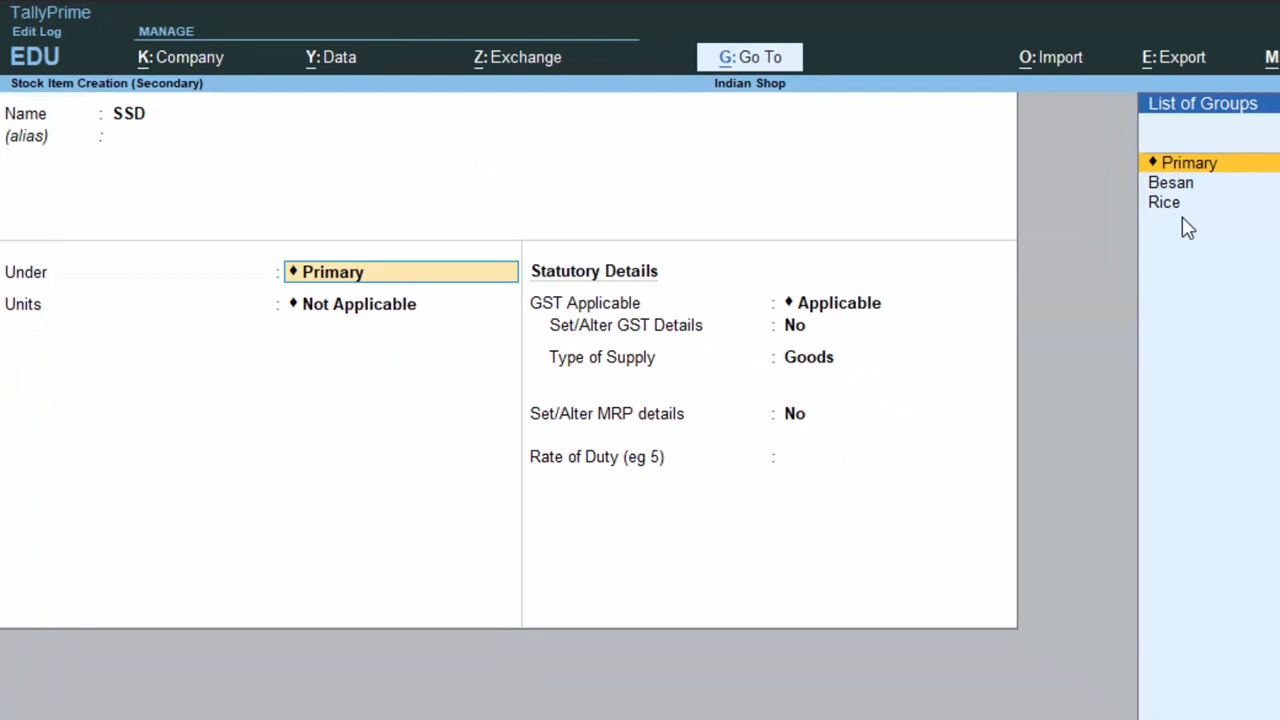 TallyPrime
Edit Log
MANAGE
EDU
K: Company
Y: Data
Z: Exchange
G: Go To
O: Import
E: Export
M
Stock Item Creation (Secondary)
Indian Shop
Name : SSD
(alias) :
List of Groups
♦ Primary
Besan
Rice
Under : ♦ Primary
Units : ♦ Not Applicable
Statutory Details
GST Applicable : ♦ Applicable
Set/Alter GST Details : No
Type of Supply : Goods
Set/Alter MRP details : No
Rate of Duty (eg 5) :